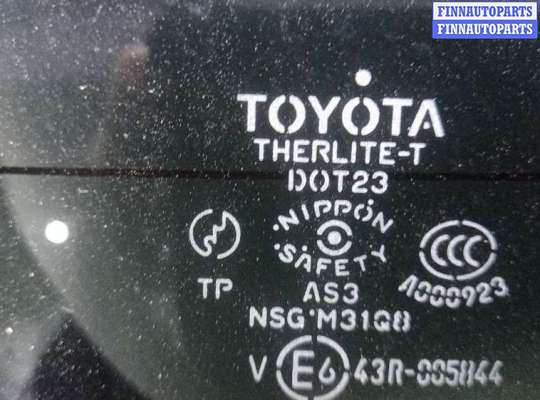 FINNAUTOPARTS
FINNAUTOPARTS
TOYOTA
THERLITE-T
DOT23
NIPPON
SAFETY
CCC
TP
AS3
A000923
NSG M31Q8
V E6 43R-005844